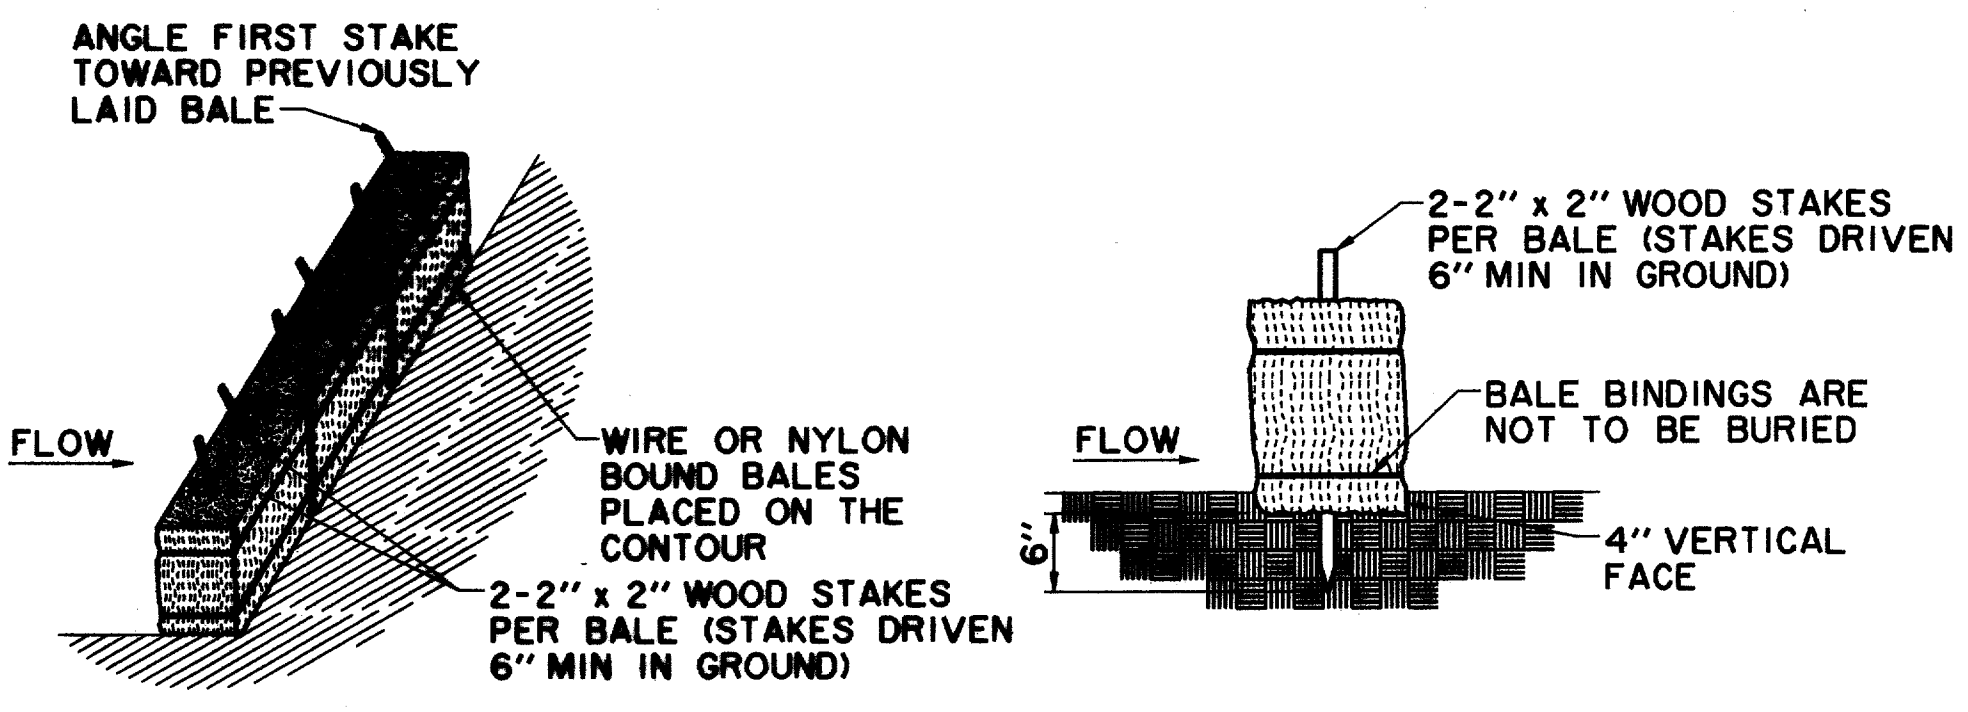 ANGLE FIRST STAKE
TOWARD PREVIOUSLY
LAID BALE
FLOW
WIRE OR NYLON
BOUND BALES
PLACED ON THE
CONTOUR
2-2" x 2" WOOD STAKES
PER BALE (STAKES DRIVEN
6" MIN IN GROUND)
2-2" x 2" WOOD STAKES
PER BALE (STAKES DRIVEN
6" MIN IN GROUND)
BALE BINDINGS ARE
NOT TO BE BURIED
FLOW
6"
4" VERTICAL
FACE